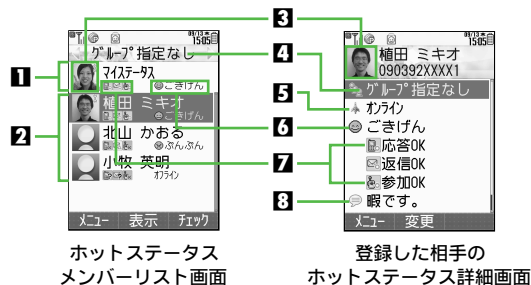 09/13 15:05
グループ指定なし
マイステータス
ごきげん
植田 ミキオ
ごきげん
北山 かおる
ぷんぷん
小牧 英明
オフライン
メニュー 表示 チェック
ホットステータス
メンバーリスト画面
1
2
3
4
5
6
7
8
09/13 15:05
植田 ミキオ
090392XXXX1
グループ指定なし
オンライン
ごきげん
応答OK
返信OK
参加OK
暇です。
メニュー 変更
登録した相手の
ホットステータス詳細画面